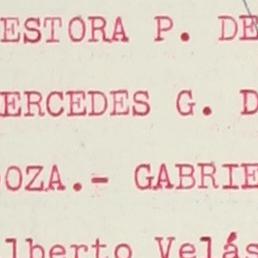 ESTORA P. DE
ERCEDES G. D
OZA.- GABRIE
lberto Velás